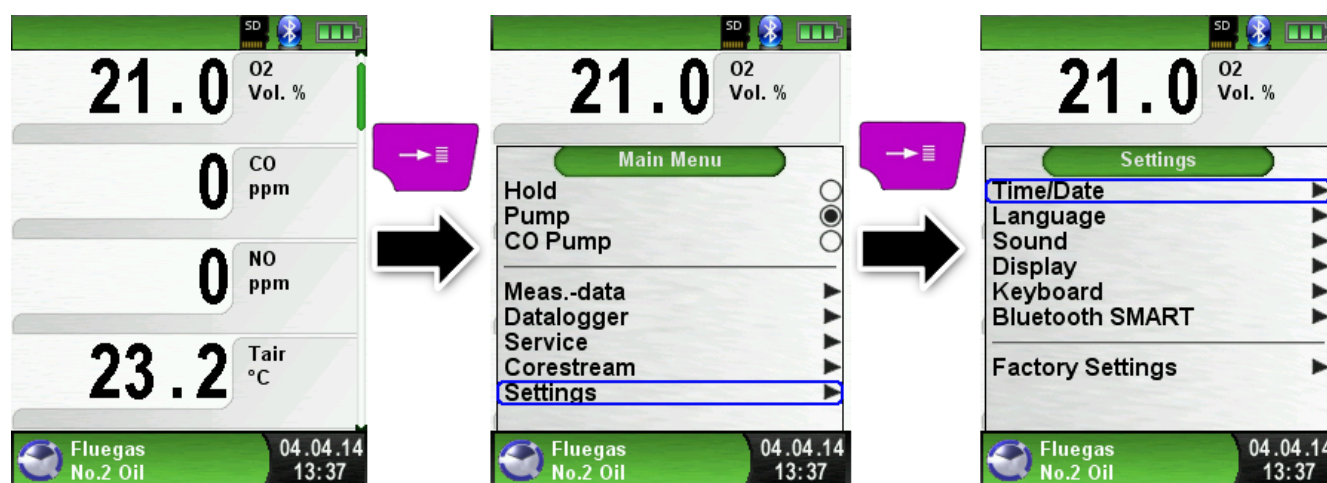 SD
21.0
O2
Vol. %
0
CO
ppm
0
NO
ppm
23.2
Tair
°C
Fluegas
No.2 Oil
04.04.14
13:37
SD
21.0
O2
Vol. %
Main Menu
Hold
Pump
CO Pump
Meas.-data
Datalogger
Service
Corestream
Settings
Fluegas
No.2 Oil
04.04.14
13:37
SD
21.0
O2
Vol. %
Settings
Time/Date
Language
Sound
Display
Keyboard
Bluetooth SMART
Factory Settings
Fluegas
No.2 Oil
04.04.14
13:37